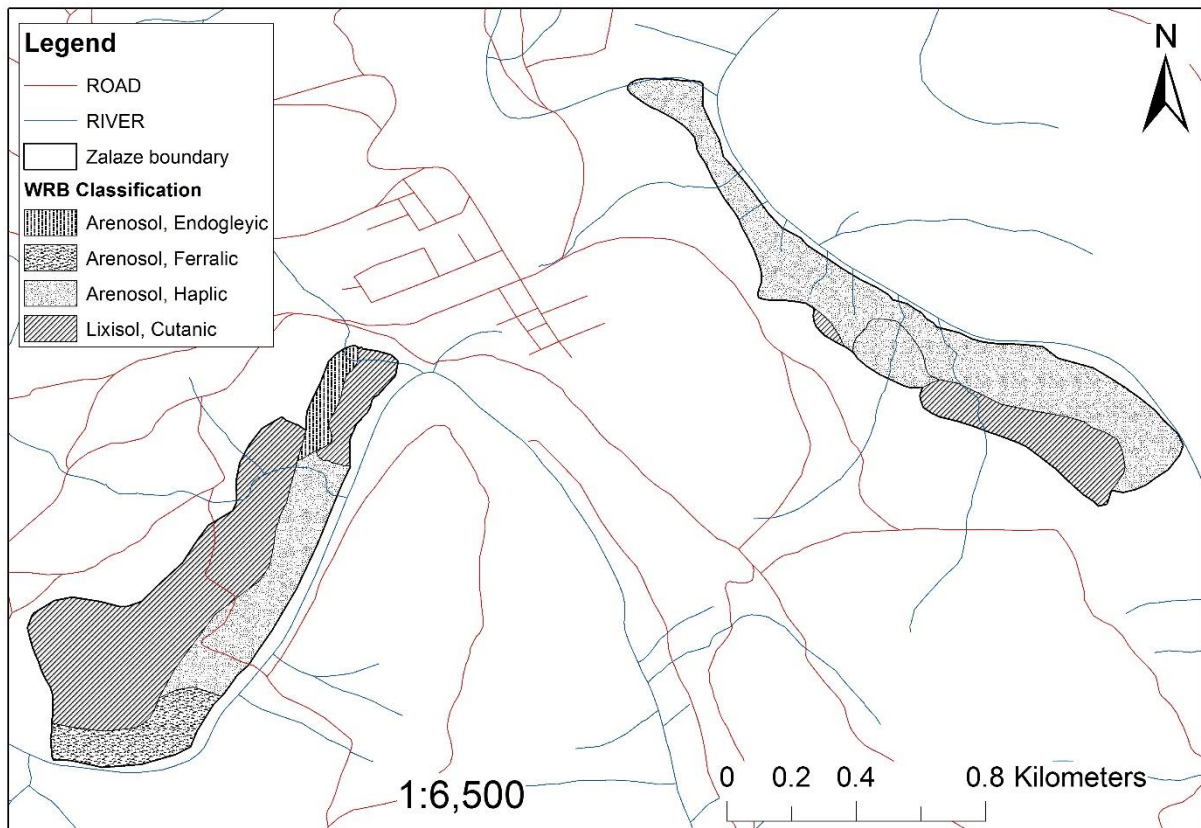 Legend
ROAD
RIVER
Zalaze boundary
WRB Classification
Arenosol, Endogleyic
Arenosol, Ferralic
Arenosol, Haplic
Lixisol, Cutanic
N
1:6,500
0 0.2 0.4 0.8 Kilometers